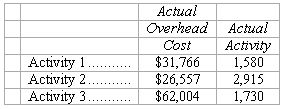 Actual
Overhead Actual
Cost Activity
Activity 1........... $31,766 1,580
Activity 2........... $26,557 2,915
Activity 3........... $62,004 1,730